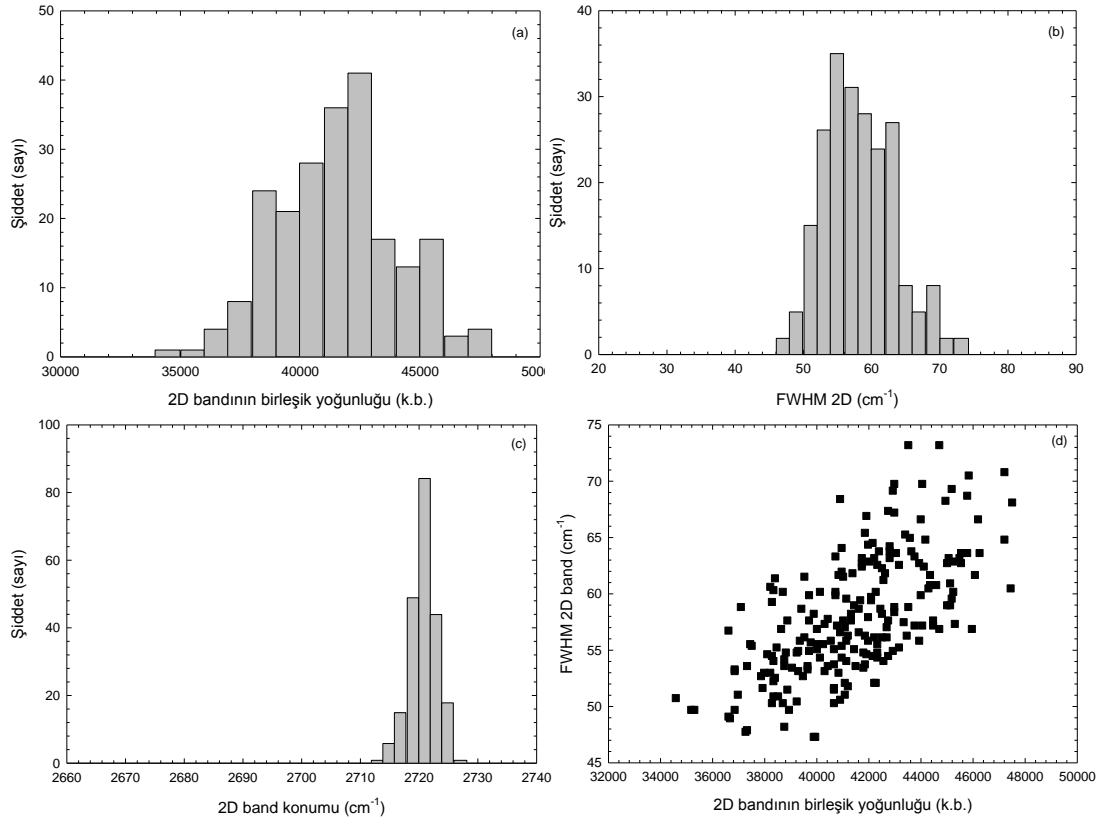 (a)
50
40
30
20
10
0
Şiddet (sayı)
30000 35000 40000 45000 500
2D bandının birleşik yoğunluğu (k.b.)
(b)
40
30
20
10
0
Şiddet (sayı)
20 30 40 50 60 70 80 90
FWHM 2D (cm⁻¹)
(c)
100
80
60
40
20
0
Şiddet (sayı)
2660 2670 2680 2690 2700 2710 2720 2730 2740
2D band konumu (cm⁻¹)
(d)
75
70
65
60
55
50
45
FWHM 2D band (cm⁻¹)
32000 34000 36000 38000 40000 42000 44000 46000 48000 50000
2D bandının birleşik yoğunluğu (k.b.)